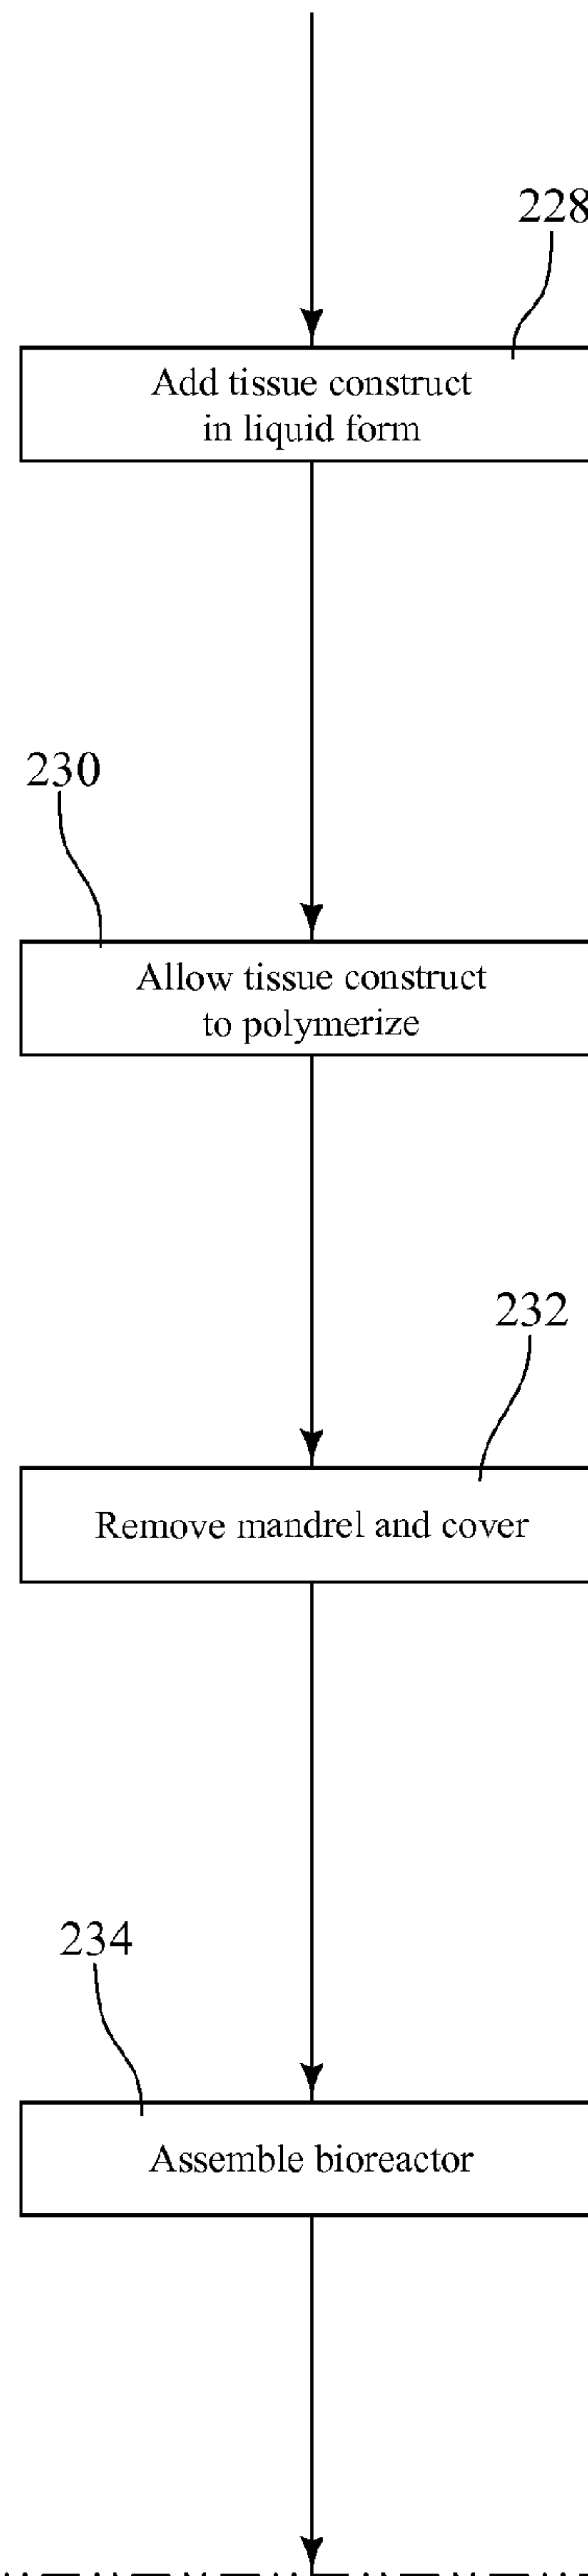 228
Add tissue construct
in liquid form
230
Allow tissue construct
to polymerize
232
Remove mandrel and cover
234
Assemble bioreactor